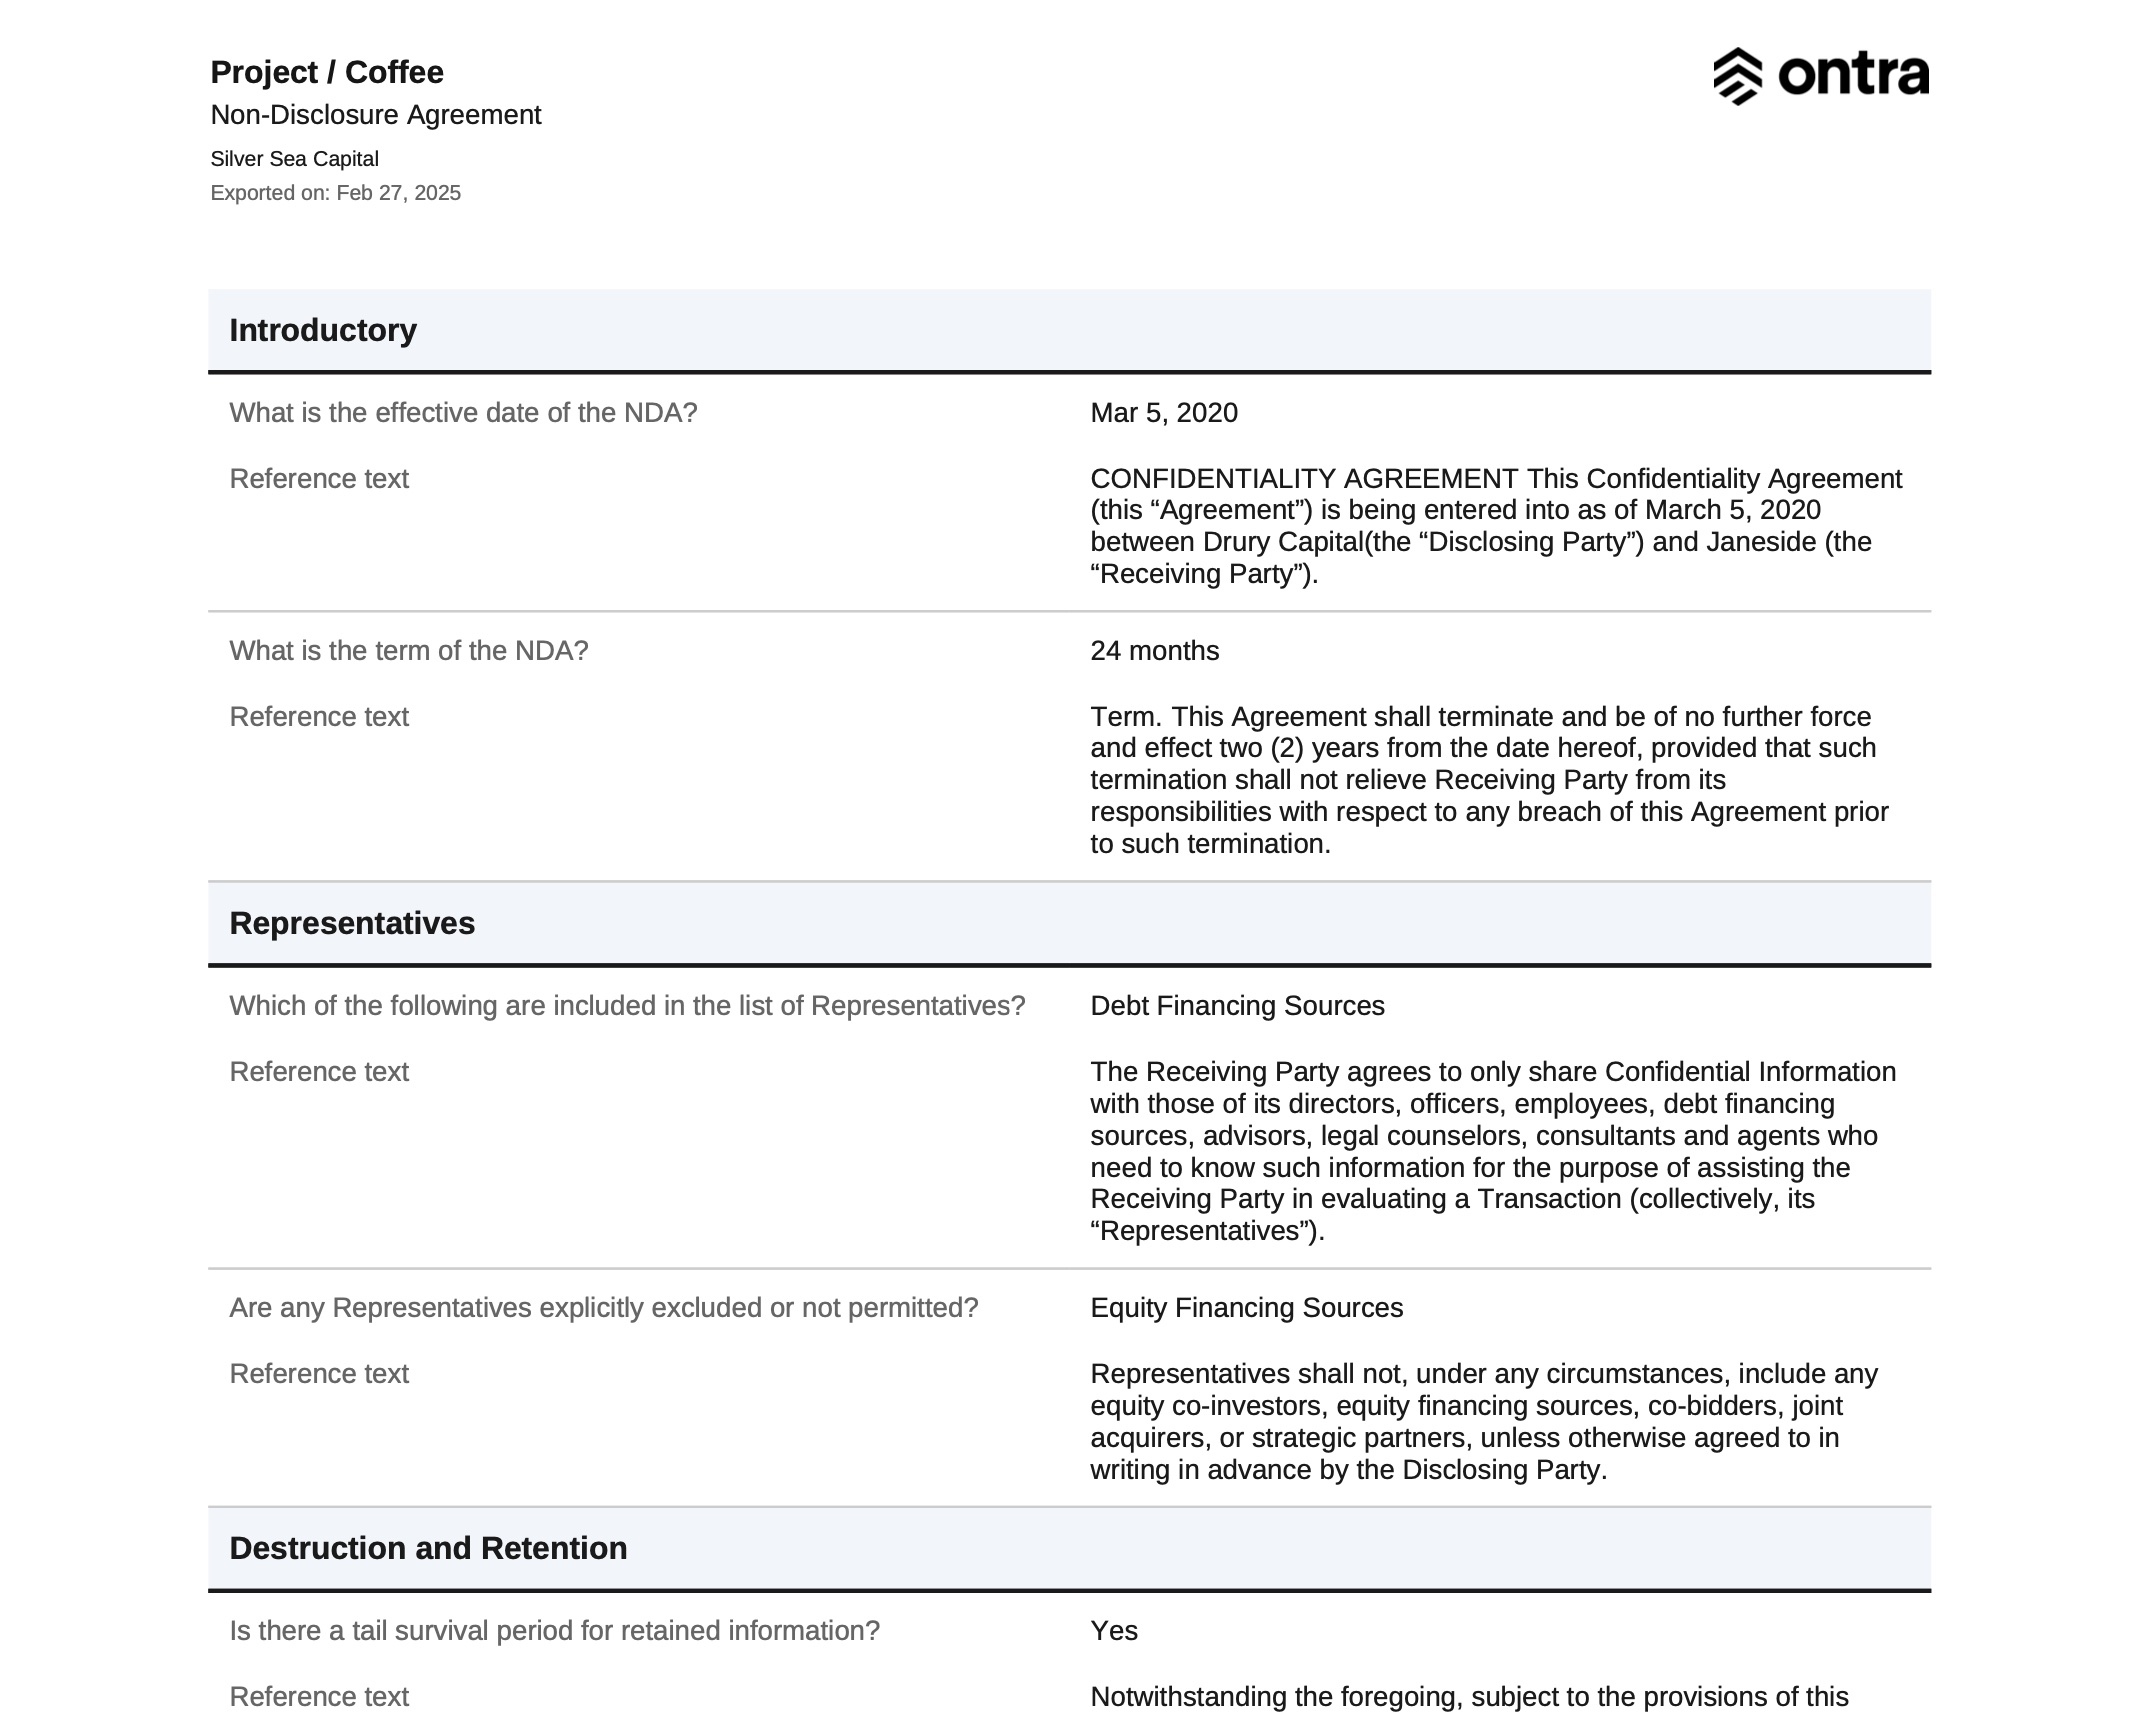 Project / Coffee
ontra
Non-Disclosure Agreement
Silver Sea Capital
Exported on: Feb 27, 2025
Introductory
What is the effective date of the NDA?
Mar 5, 2020
Reference text
CONFIDENTIALITY AGREEMENT This Confidentiality Agreement
(this “Agreement”) is being entered into as of March 5, 2020
between Drury Capital(the “Disclosing Party”) and Janeside (the
“Receiving Party”).
What is the term of the NDA?
24 months
Reference text
Term. This Agreement shall terminate and be of no further force
and effect two (2) years from the date hereof, provided that such
termination shall not relieve Receiving Party from its
responsibilities with respect to any breach of this Agreement prior
to such termination.
Representatives
Which of the following are included in the list of Representatives?
Debt Financing Sources
Reference text
The Receiving Party agrees to only share Confidential Information
with those of its directors, officers, employees, debt financing
sources, advisors, legal counselors, consultants and agents who
need to know such information for the purpose of assisting the
Receiving Party in evaluating a Transaction (collectively, its
“Representatives”).
Are any Representatives explicitly excluded or not permitted?
Equity Financing Sources
Reference text
Representatives shall not, under any circumstances, include any
equity co-investors, equity financing sources, co-bidders, joint
acquirers, or strategic partners, unless otherwise agreed to in
writing in advance by the Disclosing Party.
Destruction and Retention
Is there a tail survival period for retained information?
Yes
Reference text
Notwithstanding the foregoing, subject to the provisions of this